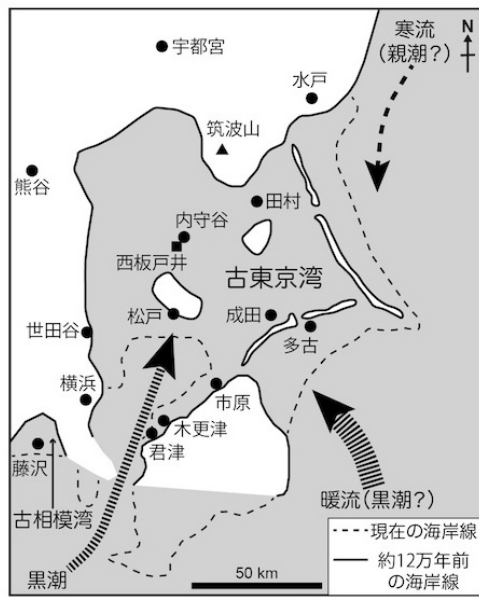 宇都宮
寒流
(親潮?)
N
水戸
筑波山
熊谷
田村
内守谷
西板戸井
古東京湾
松戸
成田
多古
世田谷
横浜
市原
木更津
君津
藤沢
古相模湾
暖流(黒潮?)
黒潮
50 km
現在の海岸線
約12万年前
の海岸線